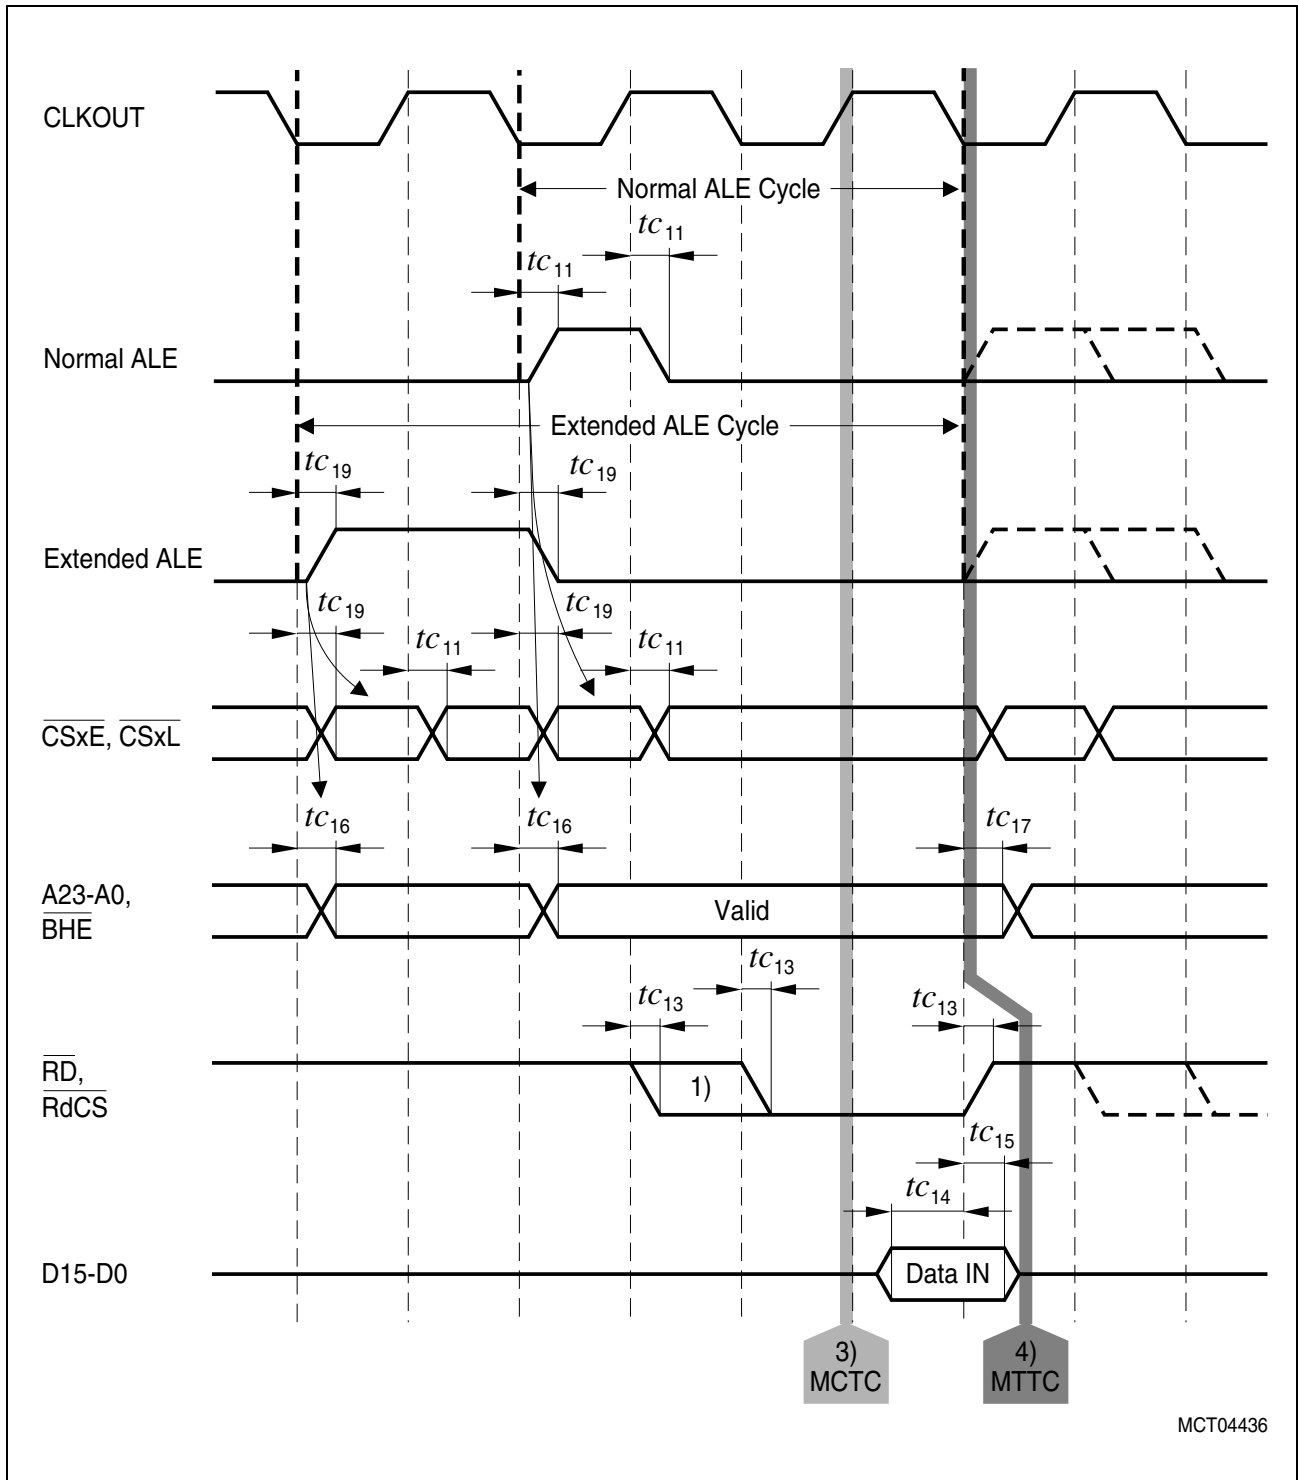 CLKOUT
Normal ALE Cycle
tc11
tc11
Normal ALE
Extended ALE Cycle
tc19
tc19
Extended ALE
tc19
tc19
tc11
tc11
CSxE, CSxL
tc16
tc16
tc17
A23-A0,
BHE
Valid
tc13
tc13
tc13
RD,
RdCS
1)
tc15
tc14
D15-D0
Data IN
3)
MCTC
4)
MTTC
MCT04436